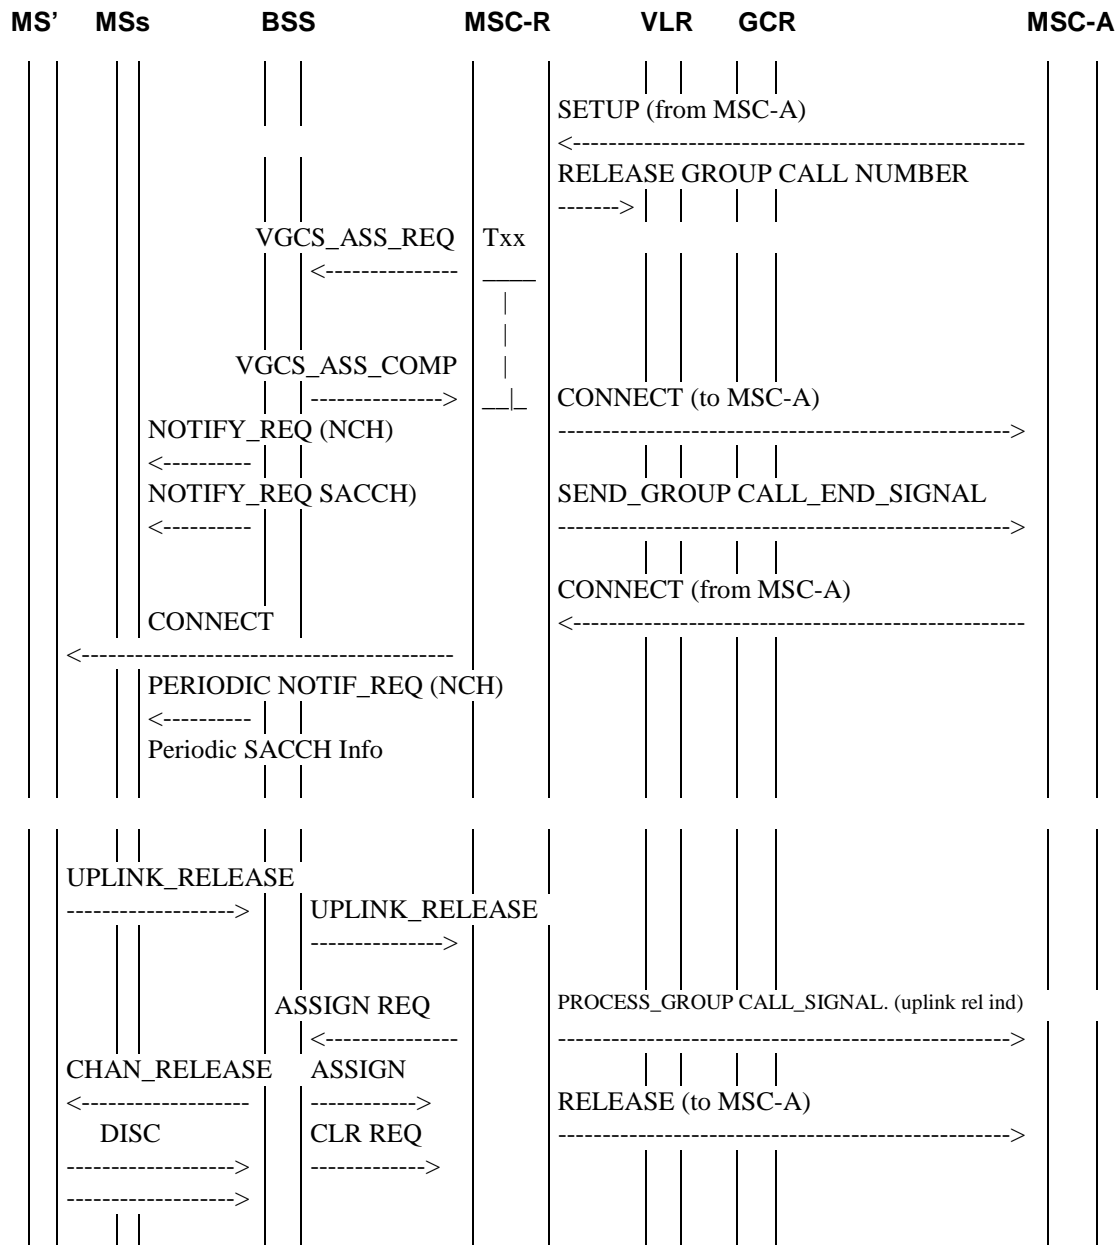 MS’ MSs BSS MSC-R VLR GCR MSC-A
SETUP (from MSC-A)
<---------------------------------------------------
RELEASE GROUP CALL NUMBER
------->
VGCS_ASS_REQ Txx
<---------------
VGCS_ASS_COMP
--------------->
CONNECT (to MSC-A)
NOTIFY_REQ (NCH)
--------------------------------------------------->
<----------
NOTIFY_REQ SACCH) SEND_GROUP CALL_END_SIGNAL
<---------- --------------------------------------------------->
CONNECT (from MSC-A)
CONNECT
<---------------------------------------------------
<------------------------------------------
PERIODIC NOTIF_REQ (NCH)
<----------
Periodic SACCH Info
UPLINK_RELEASE
-------------------> UPLINK_RELEASE
--------------->
ASSIGN REQ PROCESS_GROUP CALL_SIGNAL. (uplink rel ind)
<--------------- --------------------------------------------------->
CHAN_RELEASE ASSIGN
<------------------- ------------> RELEASE (to MSC-A)
DISC CLR REQ --------------------------------------------------->
-------------------> ------------->
------------------->